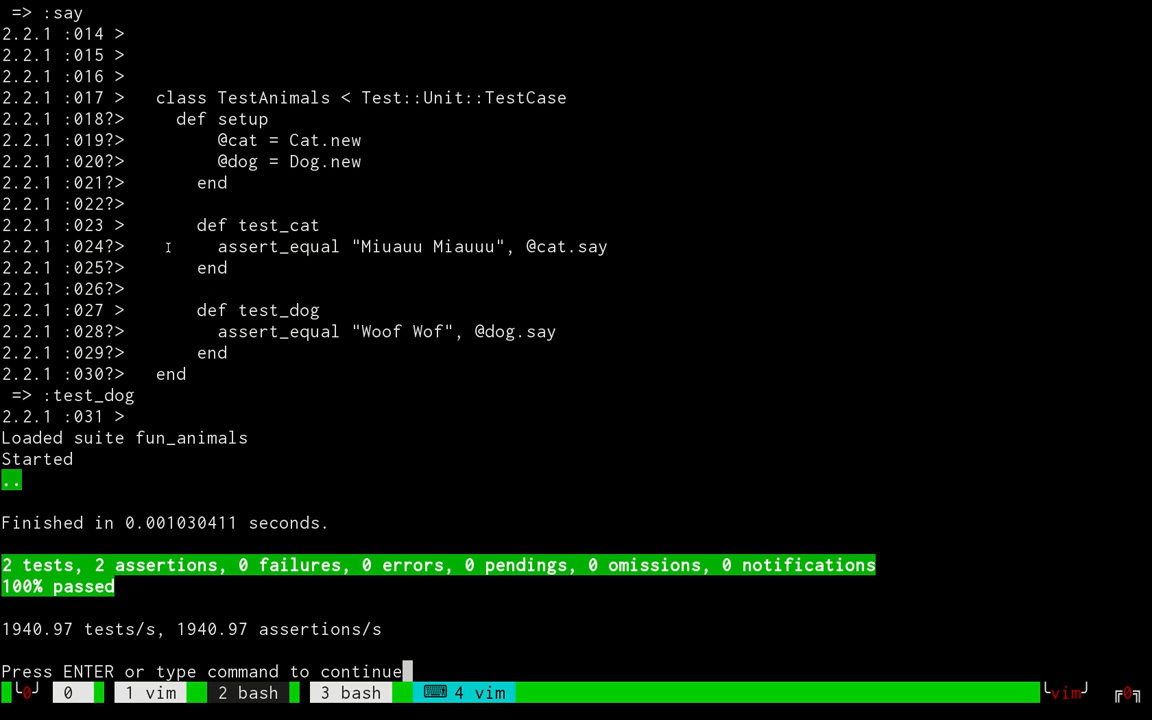 => :say
2.2.1 :014 >
2.2.1 :015 >
2.2.1 :016 >
2.2.1 :017 >   class TestAnimals < Test::Unit::TestCase
2.2.1 :018?>     def setup
2.2.1 :019?>         @cat = Cat.new
2.2.1 :020?>         @dog = Dog.new
2.2.1 :021?>       end
2.2.1 :022?>
2.2.1 :023 >       def test_cat
2.2.1 :024?>         assert_equal "Miuauu Miauuu", @cat.say
2.2.1 :025?>       end
2.2.1 :026?>
2.2.1 :027 >       def test_dog
2.2.1 :028?>         assert_equal "Woof Wof", @dog.say
2.2.1 :029?>       end
2.2.1 :030?>   end
 => :test_dog
2.2.1 :031 >
Loaded suite fun_animals
Started
..
Finished in 0.001030411 seconds.
2 tests, 2 assertions, 0 failures, 0 errors, 0 pendings, 0 omissions, 0 notifications
100% passed
1940.97 tests/s, 1940.97 assertions/s
Press ENTER or type command to continue
0 0 1 vim 2 bash 3 bash 4 vim vim 0